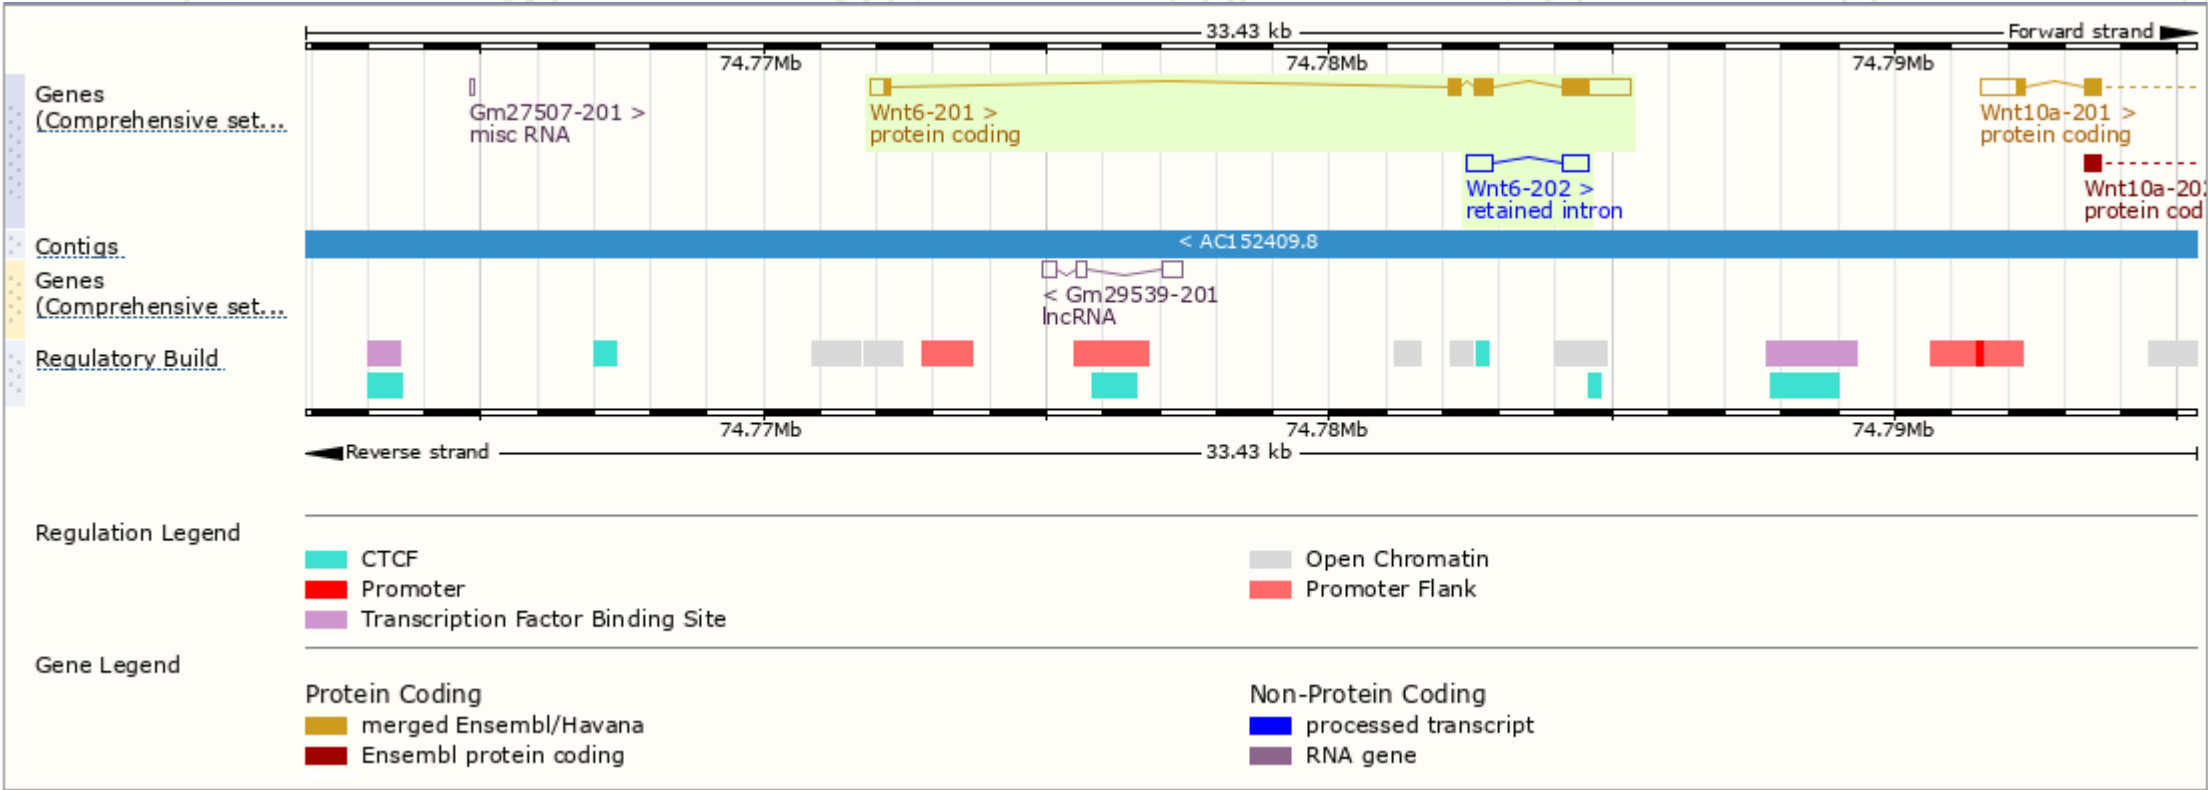 33.43 kb
Forward strand
74.77Mb 74.78Mb 74.79Mb
Genes
(Comprehensive set...
Gm27507-201 >
misc RNA
Wnt6-201 >
protein coding
Wnt10a-201 >
protein coding
Wnt6-202 >
retained intron
Wnt10a-20
protein cod
Contigs
< AC152409.8
Genes
(Comprehensive set...
< Gm29539-201
lncRNA
Regulatory Build
74.77Mb 74.78Mb 74.79Mb
Reverse strand
33.43 kb
Regulation Legend
CTCF
Open Chromatin
Promoter
Promoter Flank
Transcription Factor Binding Site
Gene Legend
Protein Coding
Non-Protein Coding
merged Ensembl/Havana
processed transcript
Ensembl protein coding
RNA gene